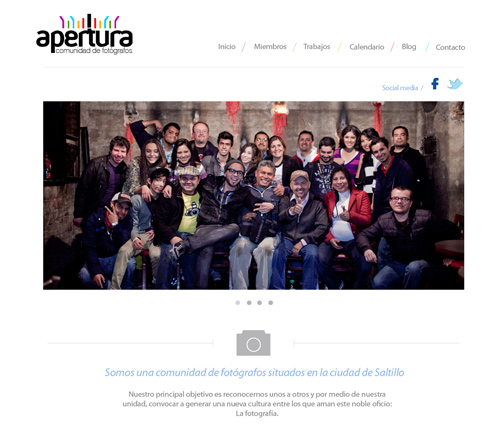 apertura
comunidad de fotógrafos
Inicio / Miembros / Trabajos / Calendario / Blog / Contacto
Social media /
Somos una comunidad de fotógrafos situados en la ciudad de Saltillo
Nuestro principal objetivo es reconocernos unos a otros y por medio de nuestra
unidad, convocar a generar una nueva cultura entre los que aman este noble oficio:
La fotografía.